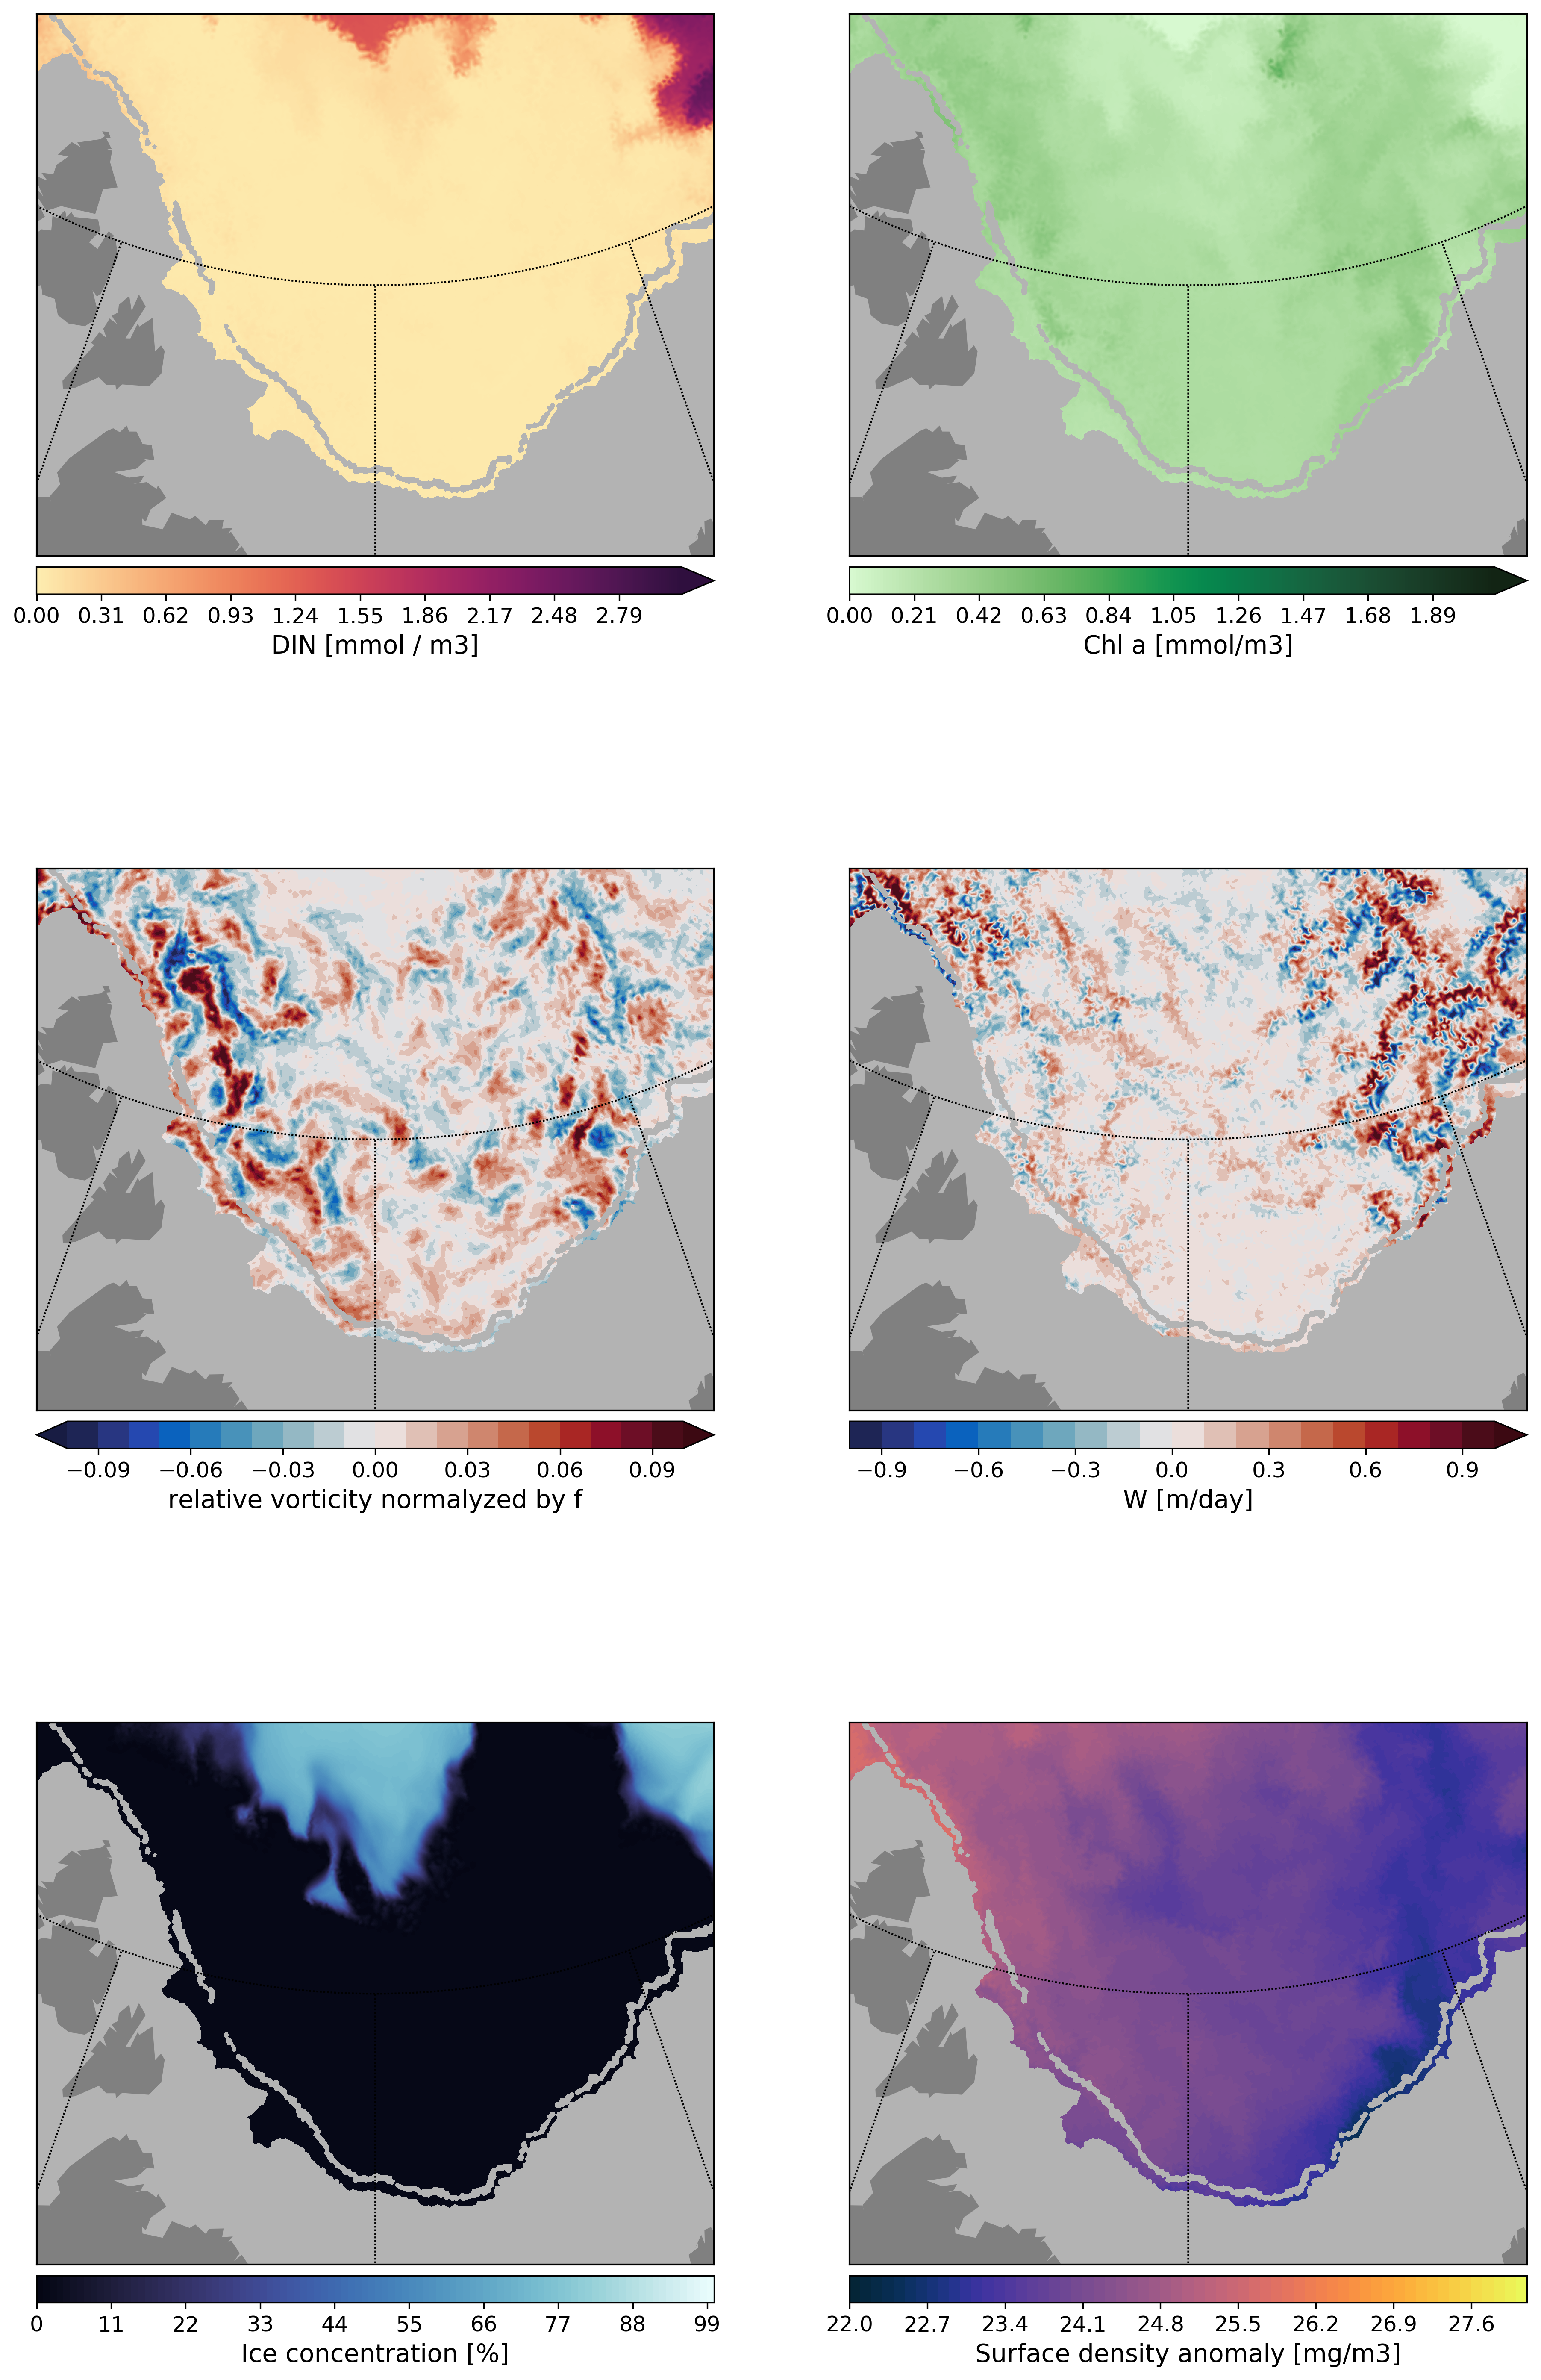 0.00 0.31 0.62 0.93 1.24 1.55 1.86 2.17 2.48 2.79
DIN [mmol / m3]
0.00 0.21 0.42 0.63 0.84 1.05 1.26 1.47 1.68 1.89
Chl a [mmol/m3]
−0.09 −0.06 −0.03 0.00 0.03 0.06 0.09
relative vorticity normalyzed by f
−0.9 −0.6 −0.3 0.0 0.3 0.6 0.9
W [m/day]
0 11 22 33 44 55 66 77 88 99
Ice concentration [%]
22.0 22.7 23.4 24.1 24.8 25.5 26.2 26.9 27.6
Surface density anomaly [mg/m3]